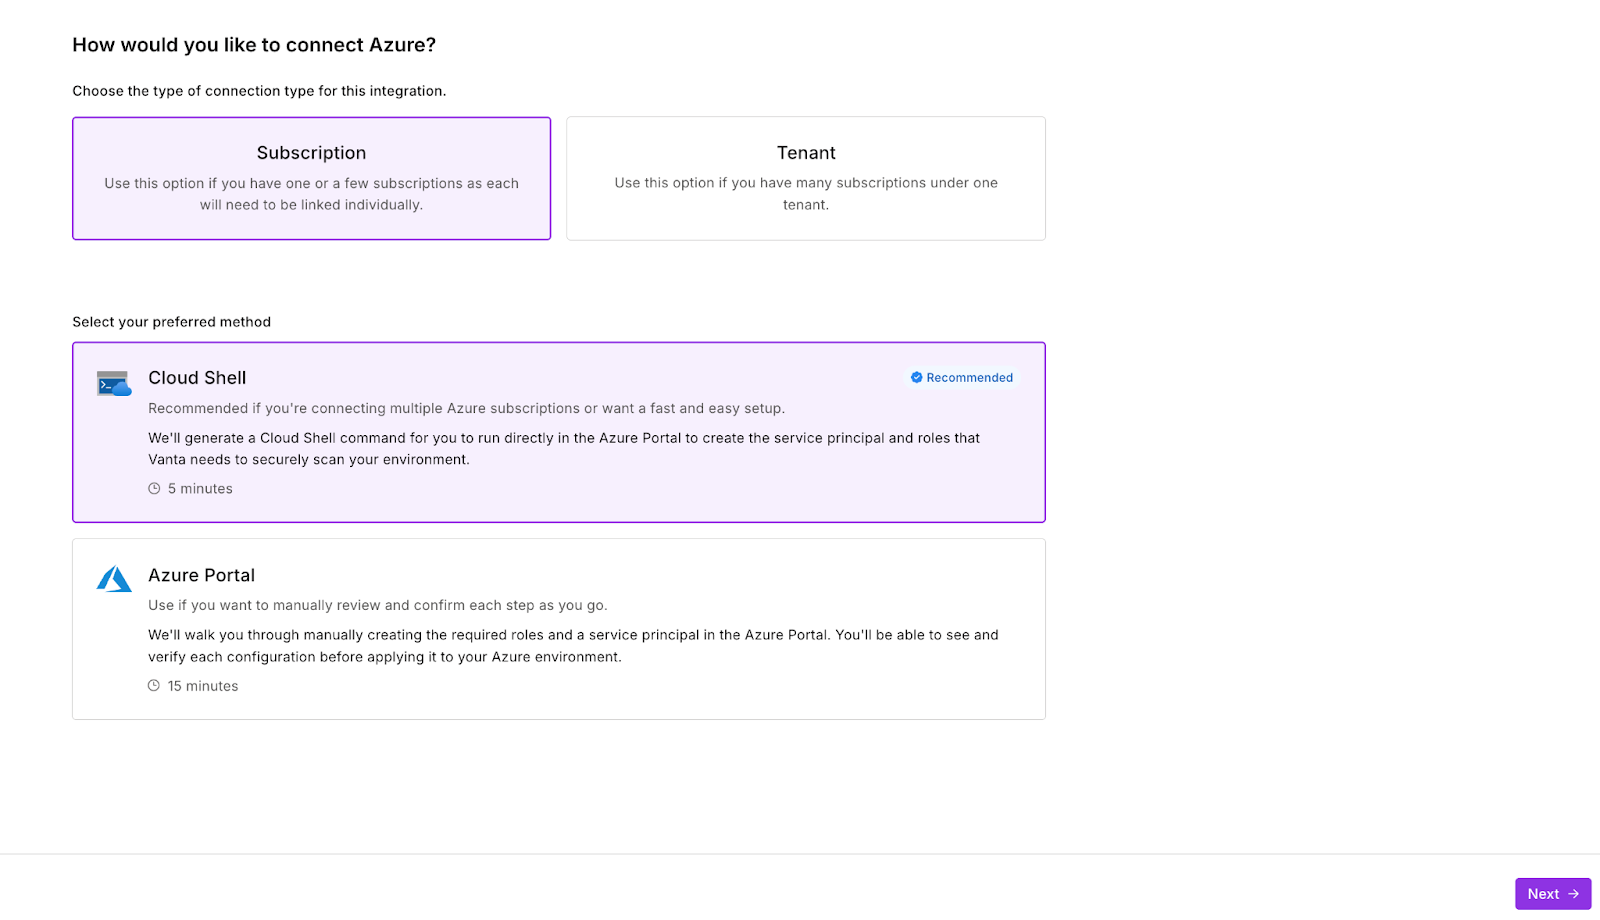 How would you like to connect Azure?
Choose the type of connection type for this integration.
Subscription
Use this option if you have one or a few subscriptions as each
will need to be linked individually.
Tenant
Use this option if you have many subscriptions under one
tenant.
Select your preferred method
Cloud Shell
Recommended
Recommended if you're connecting multiple Azure subscriptions or want a fast and easy setup.
We'll generate a Cloud Shell command for you to run directly in the Azure Portal to create the service principal and roles that
Vanta needs to securely scan your environment.
5 minutes
Azure Portal
Use if you want to manually review and confirm each step as you go.
We'll walk you through manually creating the required roles and a service principal in the Azure Portal. You'll be able to see and
verify each configuration before applying it to your Azure environment.
15 minutes
Next →